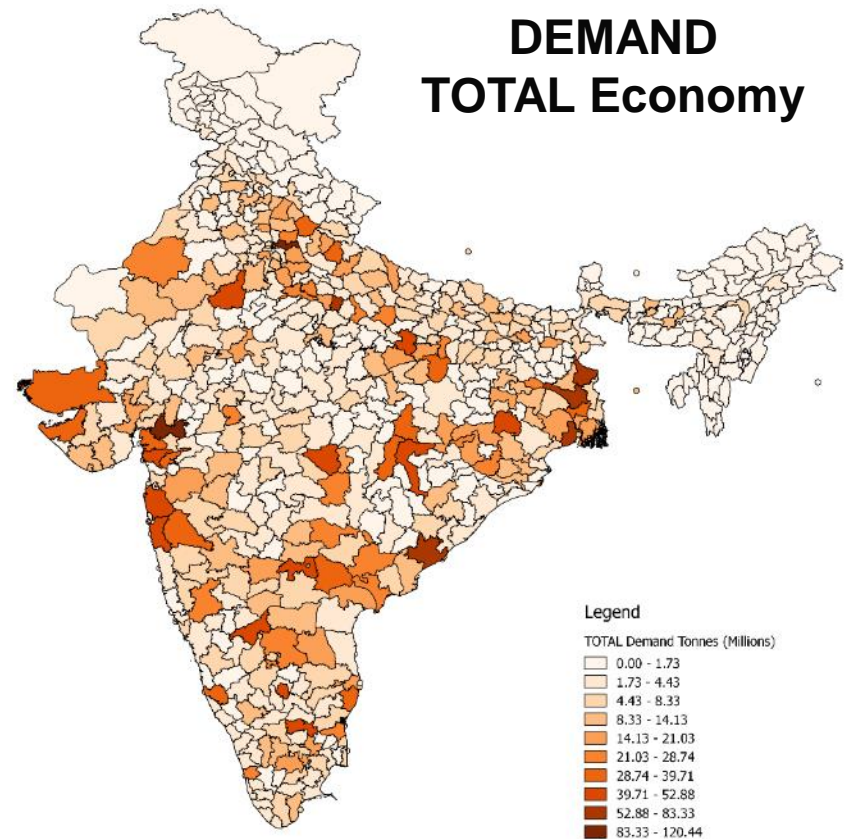 DEMAND
TOTAL Economy
Legend
TOTAL Demand Tonnes (Millions)
0.00 - 1.73
1.73 - 4.43
4.43 - 8.33
8.33 - 14.13
14.13 - 21.03
21.03 - 28.74
28.74 - 39.71
39.71 - 52.88
52.88 - 83.33
83.33 - 120.44